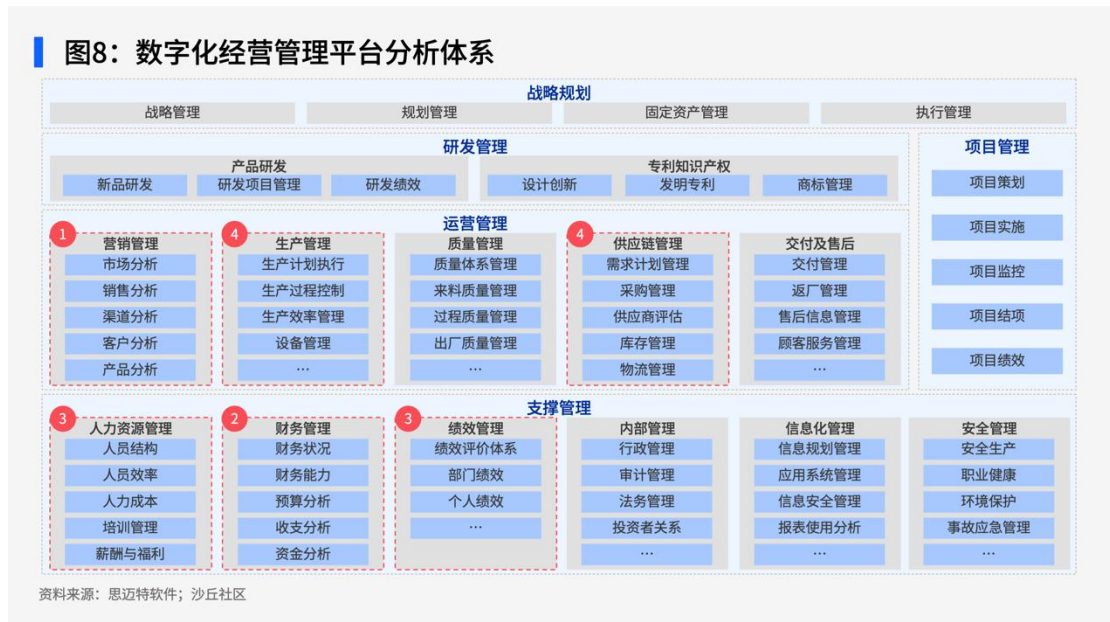 图8：数字化经营管理平台分析体系
战略规划
战略管理 规划管理 固定资产管理 执行管理
研发管理
产品研发
新品研发 研发项目管理 研发绩效
专利知识产权
设计创新 发明专利 商标管理
项目管理
项目策划
项目实施
项目监控
项目结项
项目绩效
运营管理
1
营销管理
市场分析
销售分析
渠道分析
客户分析
产品分析
4
生产管理
生产计划执行
生产过程控制
生产效率管理
设备管理
…
质量管理
质量体系管理
来料质量管理
过程质量管理
出厂质量管理
…
4
供应链管理
需求计划管理
采购管理
供应商评估
库存管理
物流管理
交付及售后
交付管理
返厂管理
售后信息管理
顾客服务管理
…
支撑管理
3
人力资源管理
人员结构
人员效率
人力成本
培训管理
薪酬与福利
2
财务管理
财务状况
财务能力
预算分析
收支分析
资金分析
3
绩效管理
绩效评价体系
部门绩效
个人绩效
…
内部管理
行政管理
审计管理
法务管理
投资者关系
…
信息化管理
信息规划管理
应用系统管理
信息安全管理
报表使用分析
…
安全管理
安全生产
职业健康
环境保护
事故应急管理
…
资料来源：思迈特软件；沙丘社区